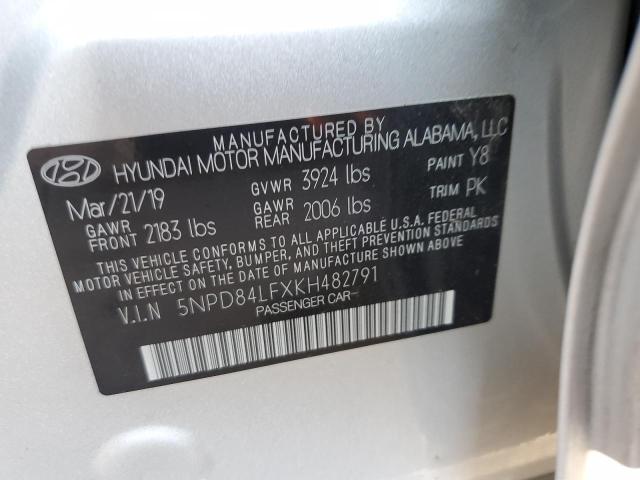 MANUFACTURED BY
HYUNDAI MOTOR MANUFACTURING ALABAMA, LLC
Mar/21/19 GVWR 3924 lbs PAINT Y8
GAWR FRONT 2183 lbs GAWR REAR 2006 lbs TRIM PK
THIS VEHICLE CONFORMS TO ALL APPLICABLE U.S.A. FEDERAL
MOTOR VEHICLE SAFETY, BUMPER, AND THEFT PREVENTION STANDARDS
IN EFFECT ON THE DATE OF MANUFACTURE SHOWN ABOVE.
V.I.N 5NPD84LFXKH482791
PASSENGER CAR